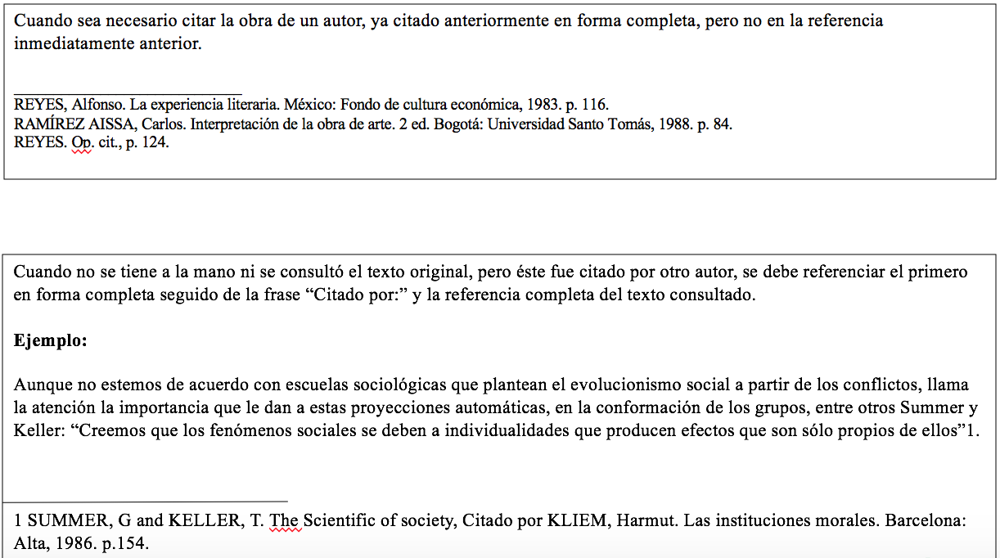 Cuando sea necesario citar la obra de un autor, ya citado anteriormente en forma completa, pero no en la referencia
inmediatamente anterior.
REYES, Alfonso. La experiencia literaria. México: Fondo de cultura económica, 1983. p. 116.
RAMÍREZ AISSA, Carlos. Interpretación de la obra de arte. 2 ed. Bogotá: Universidad Santo Tomás, 1988. p. 84.
REYES. Op. cit., p. 124.
Cuando no se tiene a la mano ni se consultó el texto original, pero éste fue citado por otro autor, se debe referenciar el primero
en forma completa seguido de la frase “Citado por:” y la referencia completa del texto consultado.
Ejemplo:
Aunque no estemos de acuerdo con escuelas sociológicas que plantean el evolucionismo social a partir de los conflictos, llama
la atención la importancia que le dan a estas proyecciones automáticas, en la conformación de los grupos, entre otros Summer y
Keller: “Creemos que los fenómenos sociales se deben a individualidades que producen efectos que son sólo propios de ellos”1.
1 SUMMER, G and KELLER, T. The Scientific of society, Citado por KLIEM, Harmut. Las instituciones morales. Barcelona:
Alta, 1986. p.154.